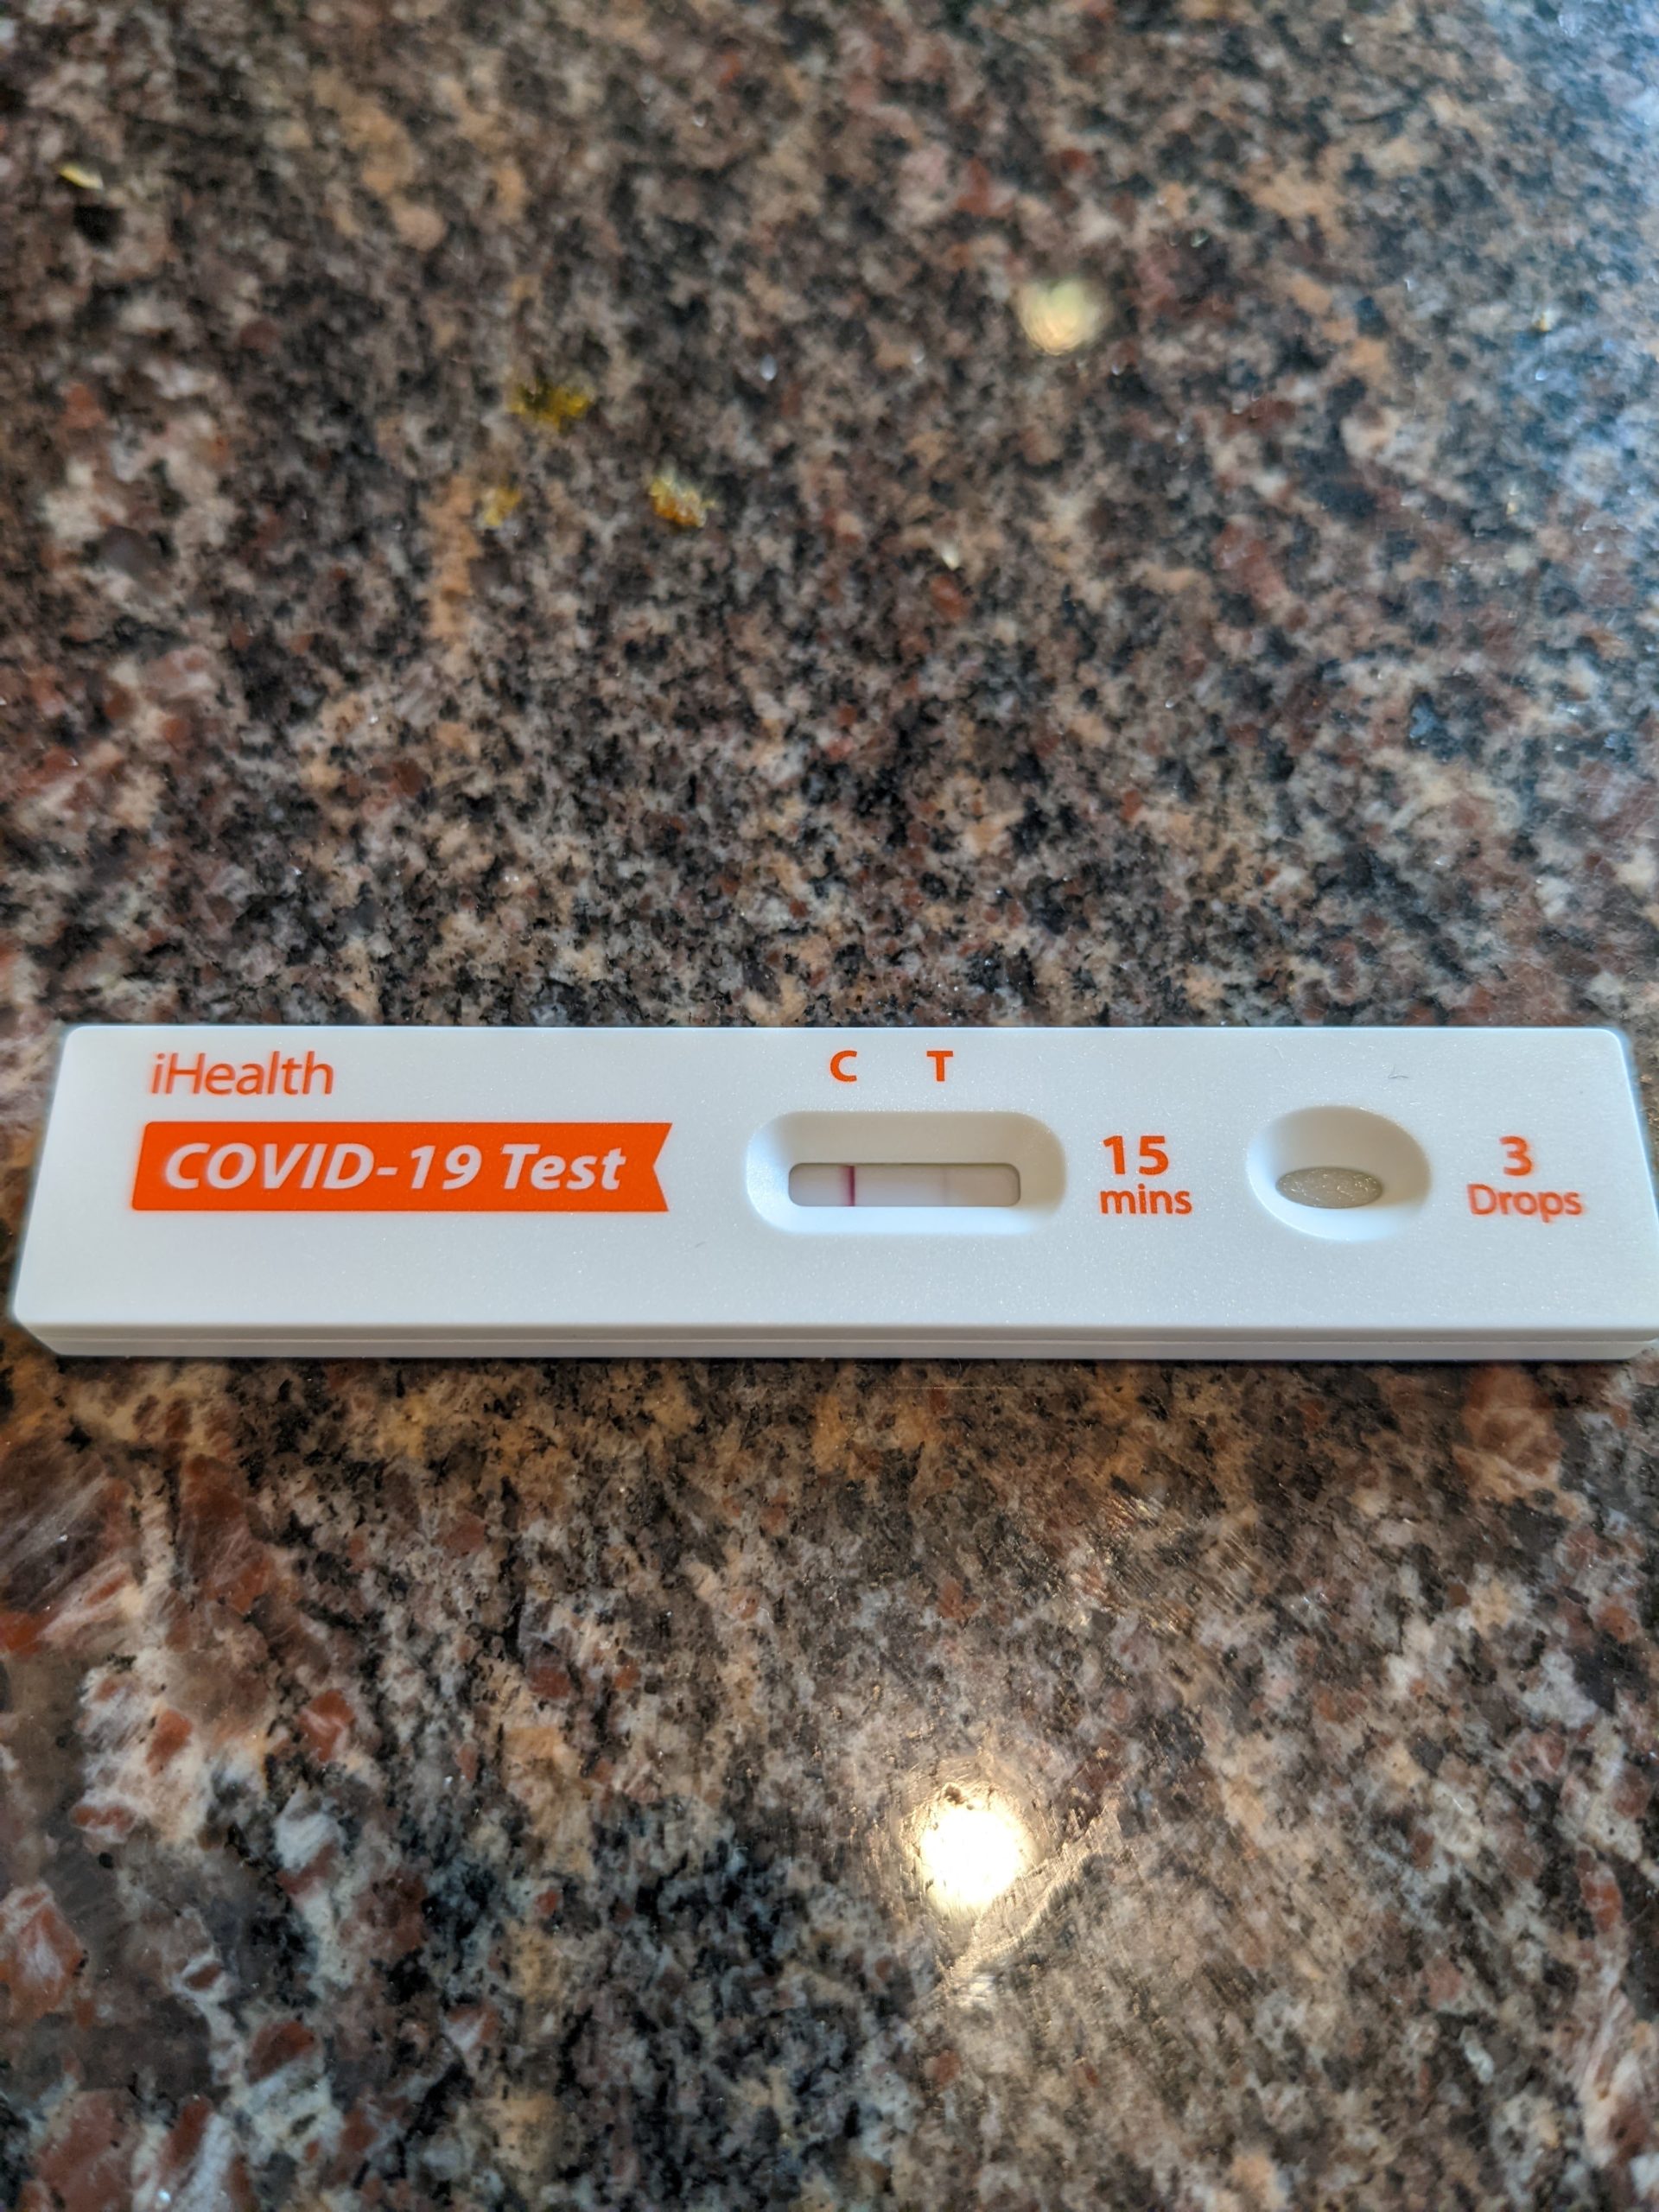 iHealth
COVID-19 Test
C T
15
mins
3
Drops